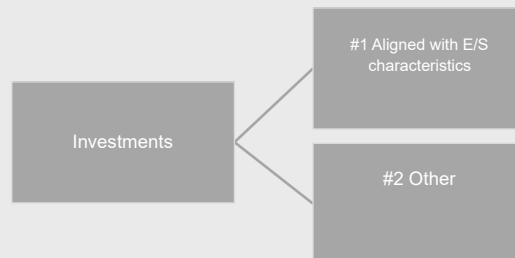 #1 Aligned with E/S
characteristics
Investments
#2 Other